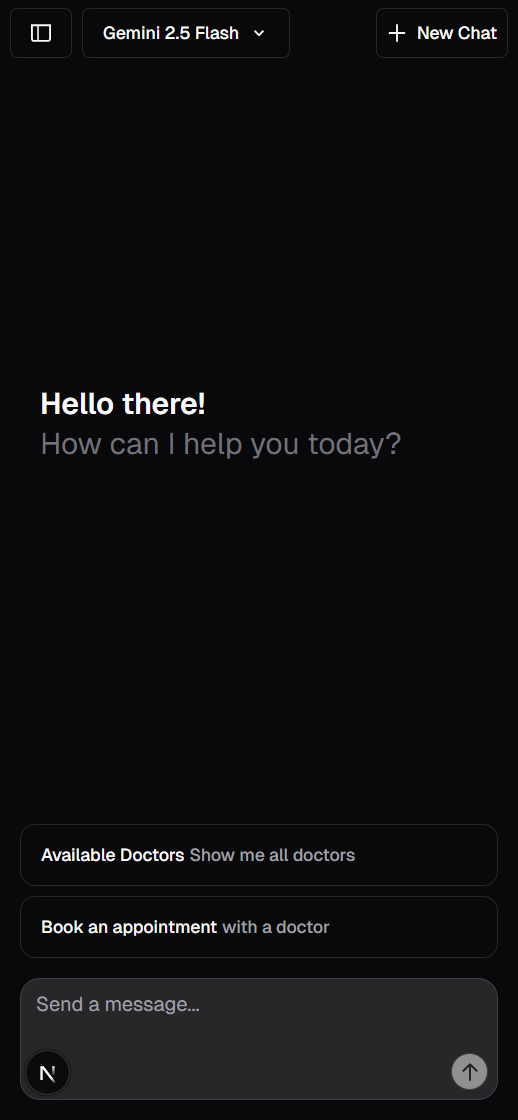 Gemini 2.5 Flash
New Chat
Hello there!
How can I help you today?
Available Doctors Show me all doctors
Book an appointment with a doctor
Send a message...
N